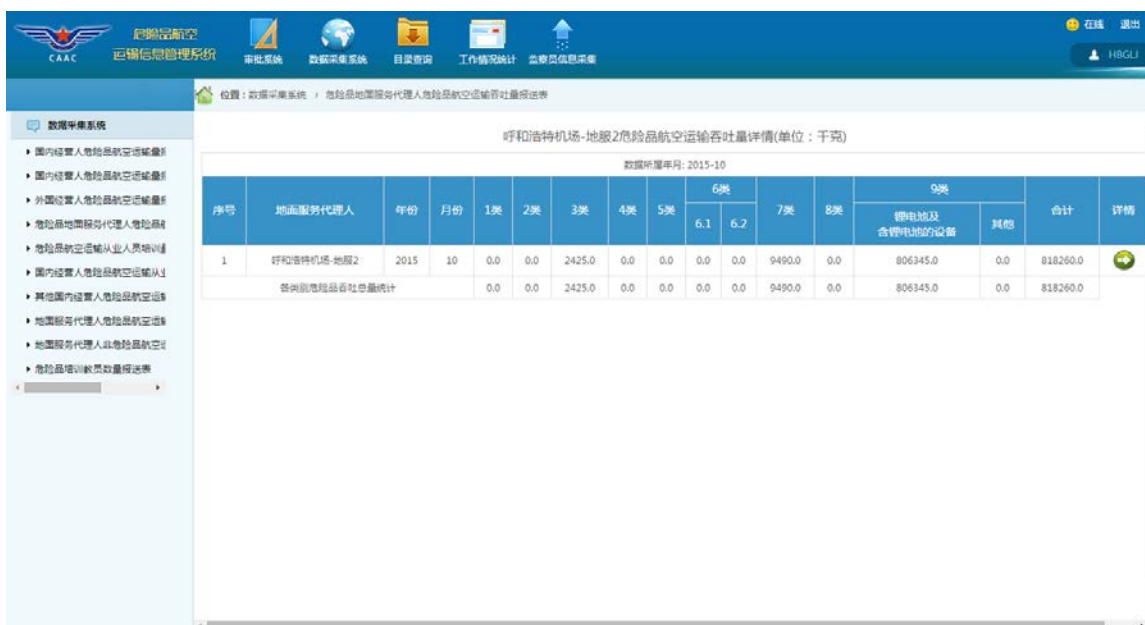 危险品航空
运输信息管理系统
CAAC
审批系统
数据采集系统
目录查询
工作情况统计
监察员信息采集
在线 退出
HBGLJ
位置：数据采集系统 › 危险品地面服务代理人危险品航空运输吞吐量报送表
数据采集系统
国内经营人危险品航空运输量
国内经营人危险品航空运输量
外国经营人危险品航空运输量
危险品地面服务代理人危险品
危险品航空运输从业人员培训
国内经营人危险品航空运输从业
其他国内经营人危险品航空运输
地面服务代理人危险品航空运输
地面服务代理人非危险品航空
危险品培训教员数量报送表
呼和浩特机场-地服2危险品航空运输吞吐量详情(单位：千克)
数据所属年月: 2015-10
序号 地面服务代理人 年份 月份 1类 2类 3类 4类 5类 6类 7类 8类 9类 合计 详情
6.1 6.2 锂电池及 其他
含锂电池的设备
1 呼和浩特机场-地服2 2015 10 0.0 0.0 2425.0 0.0 0.0 0.0 0.0 9490.0 0.0 806345.0 0.0 818260.0
各类别危险品吞吐总量统计 0.0 0.0 2425.0 0.0 0.0 0.0 0.0 9490.0 0.0 806345.0 0.0 818260.0